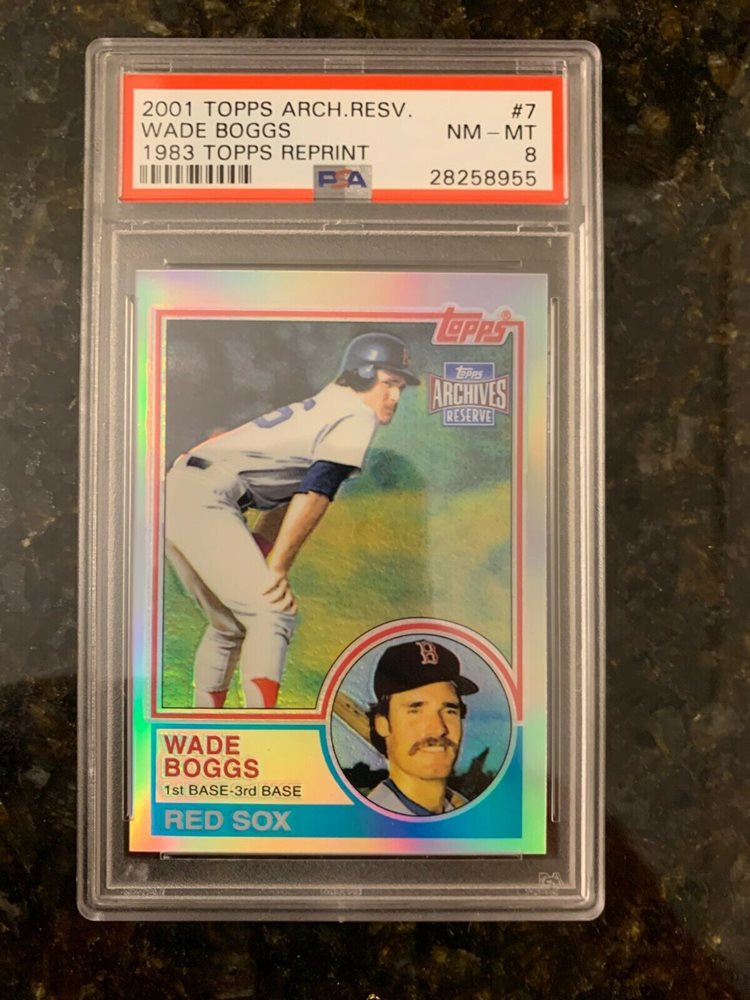 2001 TOPPS ARCH.RESV. #7
WADE BOGGS NM – MT
1983 TOPPS REPRINT 8
PSA 28258955
topps®
Topps
ARCHIVES
RESERVE
B
WADE
BOGGS
1st BASE-3rd BASE
RED SOX